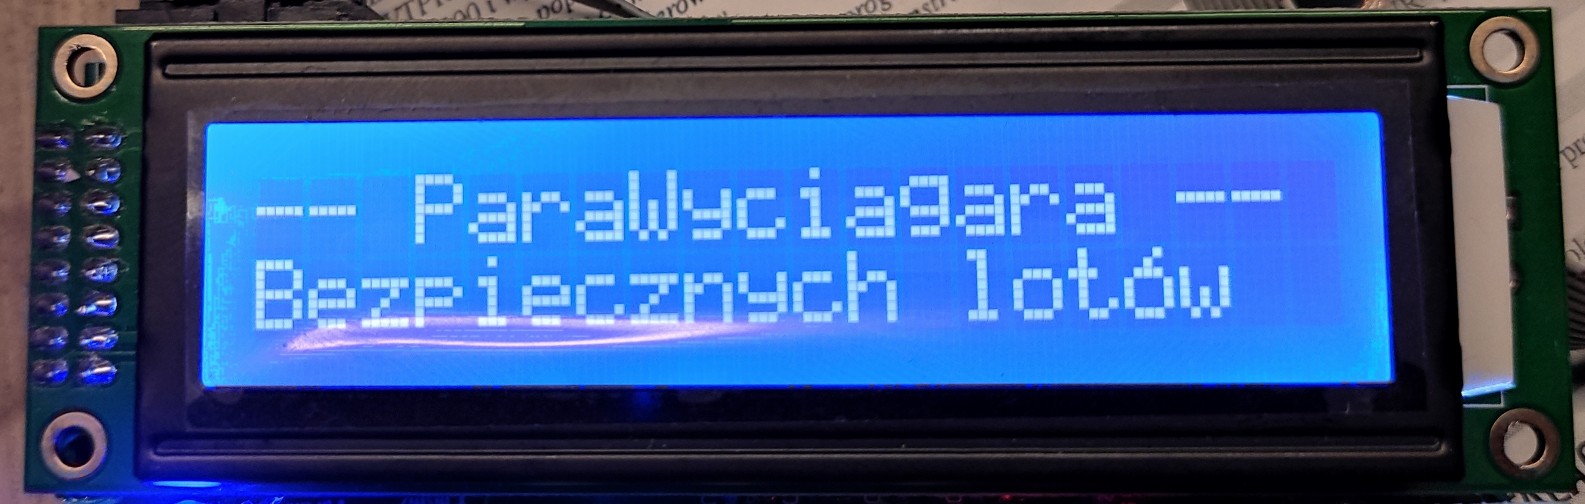 -- ParaWyciagara --
Bezpiecznych lotów